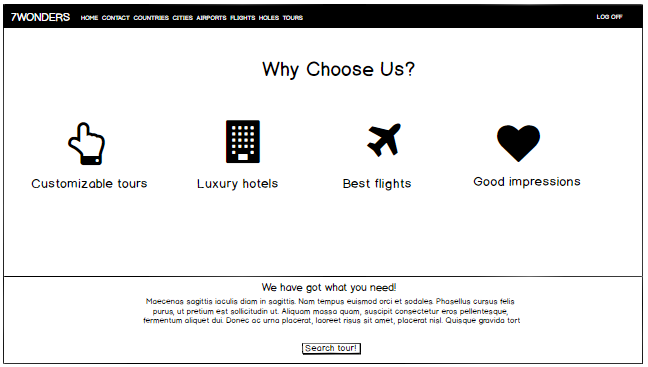 7WONDERS HOME CONTACT COUNTRIES CITIES AIRPORTS FLIGHTS HOLES TOURS LOG OFF
Why Choose Us?
Customizable tours Luxury hotels Best flights Good impressions
We have got what you need!
Maecenas sagittis iaculis diam in sagittis. Nam tempus euismod orci et sodales. Phasellus cursus felis
purus, ut pretium est sollicitudin ut. Aliquam massa quam, suscipit consectetur eros pellentesque,
fermentum aliquet dui. Donec ac urna placerat, laoreet risus sit amet, placerat nisl. Quisque gravida tort
Search tour!